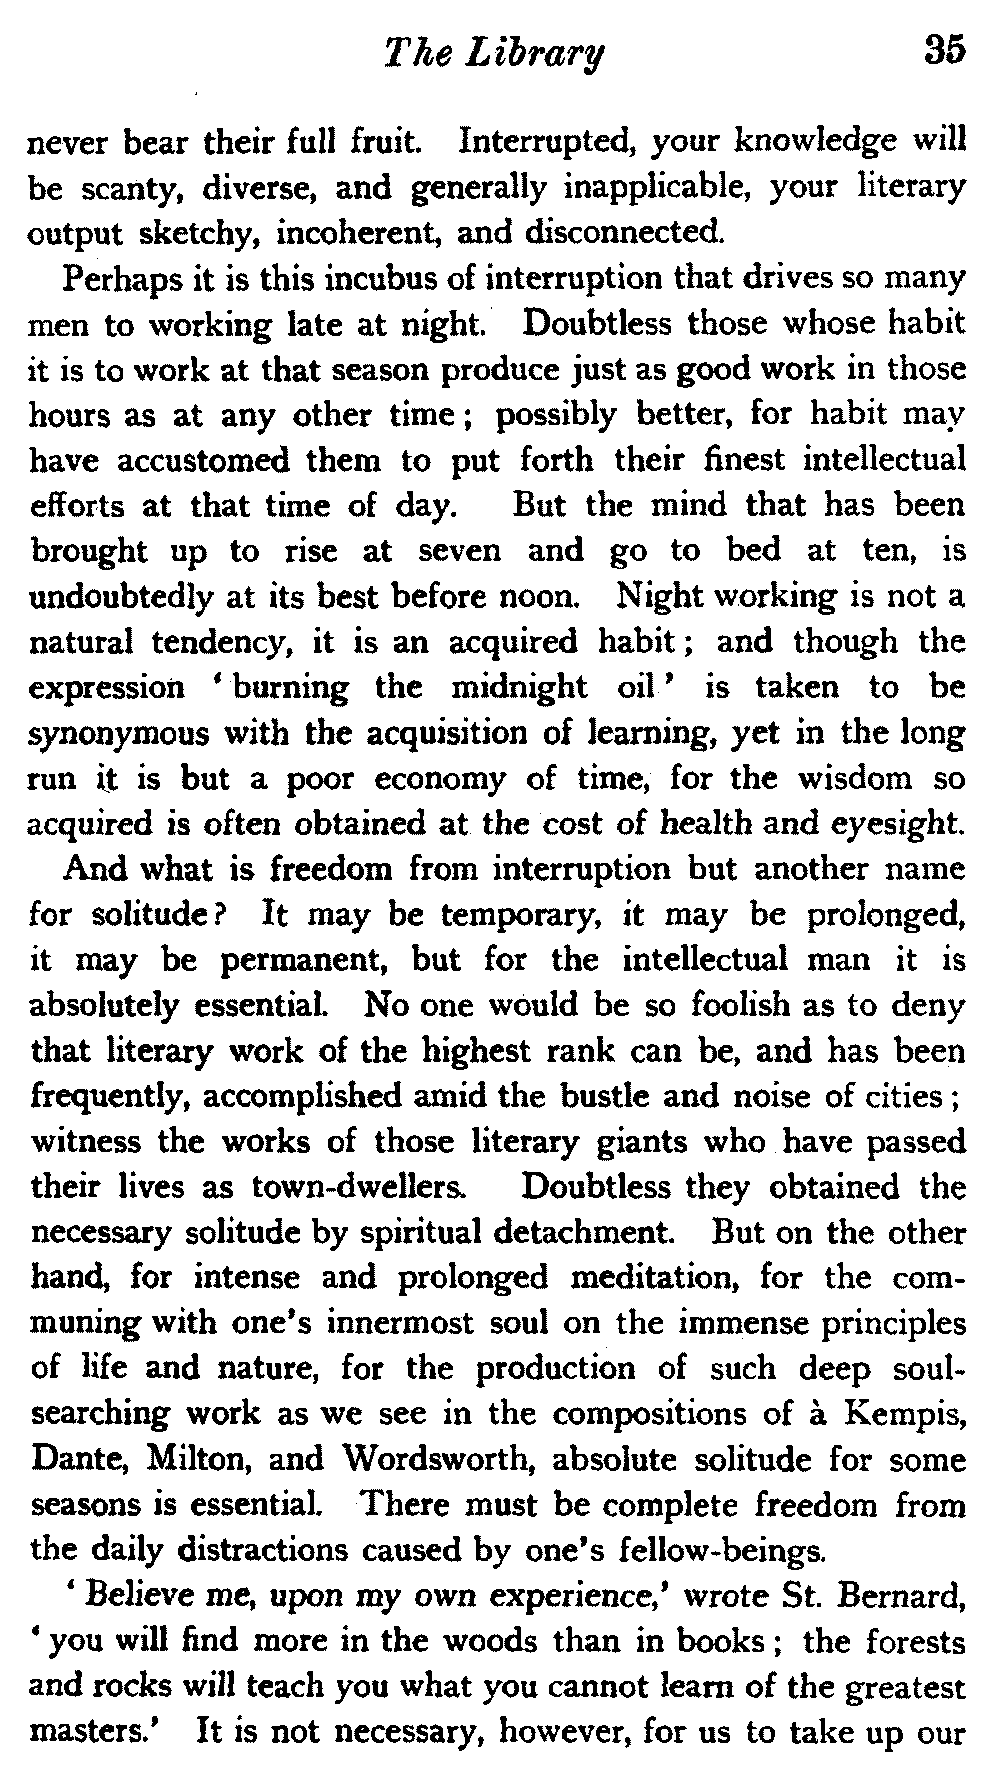 The Library 35
never bear their full fruit. Interrupted, your knowledge will
be scanty, diverse, and generally inapplicable, your literary
output sketchy, incoherent, and disconnected.
Perhaps it is this incubus of interruption that drives so many
men to working late at night. Doubtless those whose habit
it is to work at that season produce just as good work in those
hours as at any other time; possibly better, for habit may
have accustomed them to put forth their finest intellectual
efforts at that time of day. But the mind that has been
brought up to rise at seven and go to bed at ten, is
undoubtedly at its best before noon. Night working is not a
natural tendency, it is an acquired habit; and though the
expression ‘burning the midnight oil’ is taken to be
synonymous with the acquisition of learning, yet in the long
run it is but a poor economy of time, for the wisdom so
acquired is often obtained at the cost of health and eyesight.
And what is freedom from interruption but another name
for solitude? It may be temporary, it may be prolonged,
it may be permanent, but for the intellectual man it is
absolutely essential. No one would be so foolish as to deny
that literary work of the highest rank can be, and has been
frequently, accomplished amid the bustle and noise of cities;
witness the works of those literary giants who have passed
their lives as town-dwellers. Doubtless they obtained the
necessary solitude by spiritual detachment. But on the other
hand, for intense and prolonged meditation, for the com-
muning with one’s innermost soul on the immense principles
of life and nature, for the production of such deep soul-
searching work as we see in the compositions of à Kempis,
Dante, Milton, and Wordsworth, absolute solitude for some
seasons is essential. There must be complete freedom from
the daily distractions caused by one’s fellow-beings.
‘Believe me, upon my own experience,’ wrote St. Bernard,
‘you will find more in the woods than in books; the forests
and rocks will teach you what you cannot learn of the greatest
masters.’ It is not necessary, however, for us to take up our